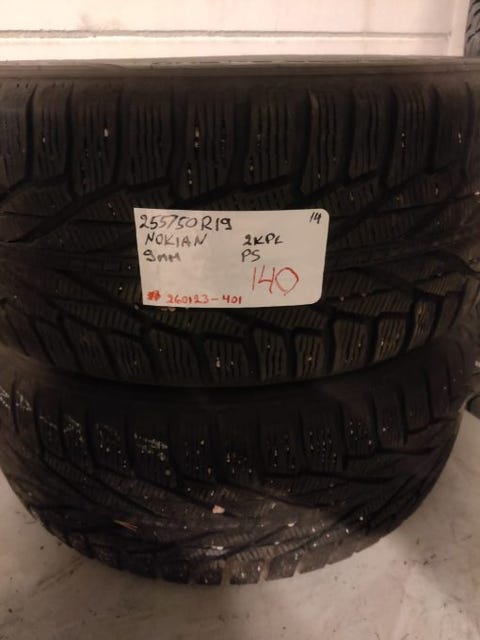 255/50R19 14
NOKIAN 2KPL
9mm PS
140
# 260123-401